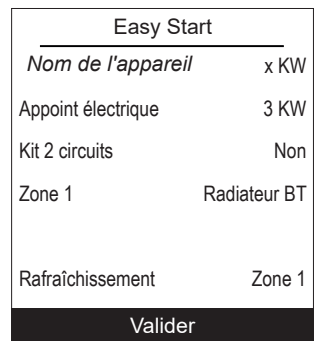 Easy Start
Nom de l'appareil x KW
Appoint électrique 3 KW
Kit 2 circuits Non
Zone 1 Radiateur BT
Rafraîchissement Zone 1
Valider